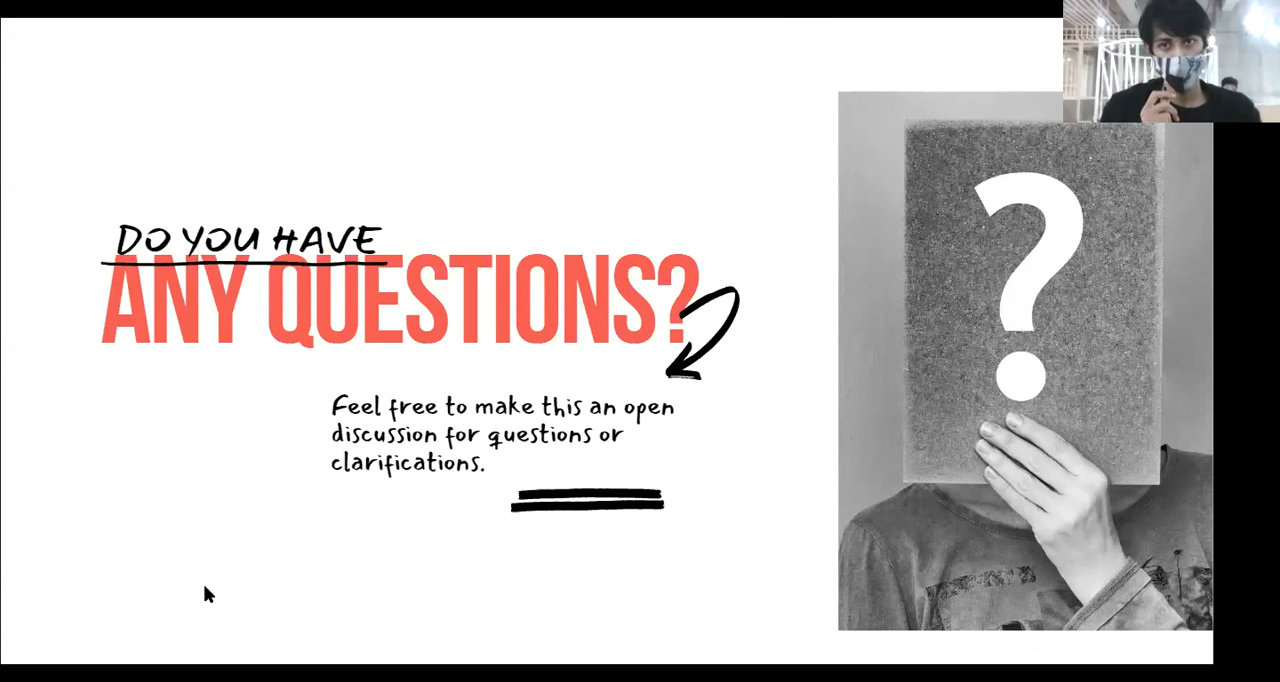 DO YOU HAVE
ANY QUESTIONS?
Feel free to make this an open
discussion for questions or
clarifications.
?